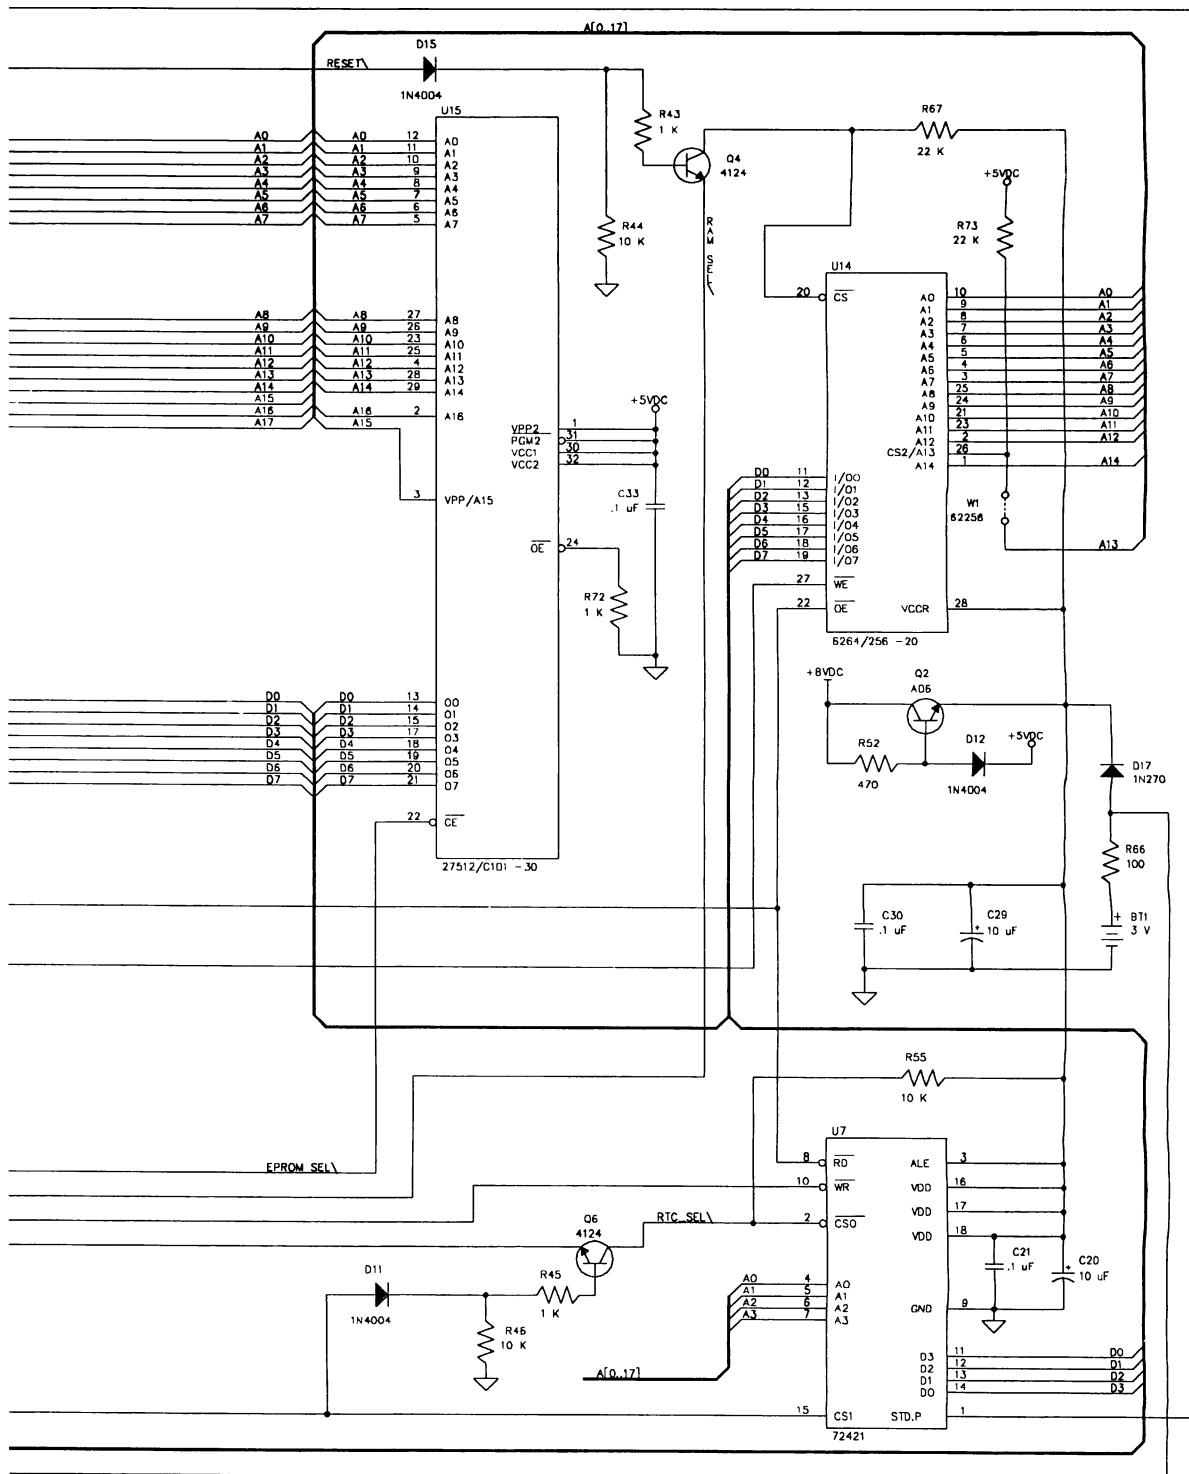 A[0..17]
RESET\
D15
1N4004
U15
R43
1 K
Q4
4124
R67
22 K
+5VDC
R73
22 K
R44
10 K
RAM SEL\
A0 A0 12 A0
A1 A1 11 A1
A2 A2 10 A2
A3 A3 9 A3
A4 A4 8 A4
A5 A5 7 A5
A6 A6 6 A6
A7 A7 5 A7
A8 A8 27 A8
A9 A9 26 A9
A10 A10 23 A10
A11 A11 25 A11
A12 A12 4 A12
A13 A13 28 A13
A14 A14 29 A14
A15
A16 A16 2 A16
A17 A15
3 VPP/A15
VPP2 1
PGM2 31
VCC1 30
VCC2 32
+5VDC
C33
.1 uF
OE 24
R72
1 K
D0 D0 13 O0
D1 D1 14 O1
D2 D2 15 O2
D3 D3 17 O3
D4 D4 18 O4
D5 D5 19 O5
D6 D6 20 O6
D7 D7 21 O7
22 CE
27512/C101 -30
U14
20 CS
A0 10 A0
A1 9 A1
A2 8 A2
A3 7 A3
A4 6 A4
A5 5 A5
A6 4 A6
A7 3 A7
A8 25 A8
A9 24 A9
A10 21 A10
A11 23 A11
A12 2 A12
CS2/A13 26
A14 1 A14
D0 11 I/O0
D1 12 I/O1
D2 13 I/O2
D3 15 I/O3
D4 16 I/O4
D5 17 I/O5
D6 18 I/O6
D7 19 I/O7
W1
62256
A13
27 WE
22 OE
VCCR 28
6264/256 -20
+8VDC
Q2
AD6
R52
470
D12
1N4004
+5VDC
D17
1N270
R66
100
BT1
+ 3 V
C30
.1 uF
C29
+ 10 uF
R55
10 K
EPROM SEL\
U7
8 RD
10 WR
2 CS0
ALE 3
VDD 16
VDD 17
VDD 18
C21
.1 uF
C20
+ 10 uF
GND 9
Q6
4124
RTC_SEL\
D11
1N4004
R45
1 K
R46
10 K
A0 4 A0
A1 5 A1
A2 6 A2
A3 7 A3
A[0..17]
D3 11 D0
D2 12 D1
D1 13 D2
D0 14 D3
15 CS1
STD.P 1
72421